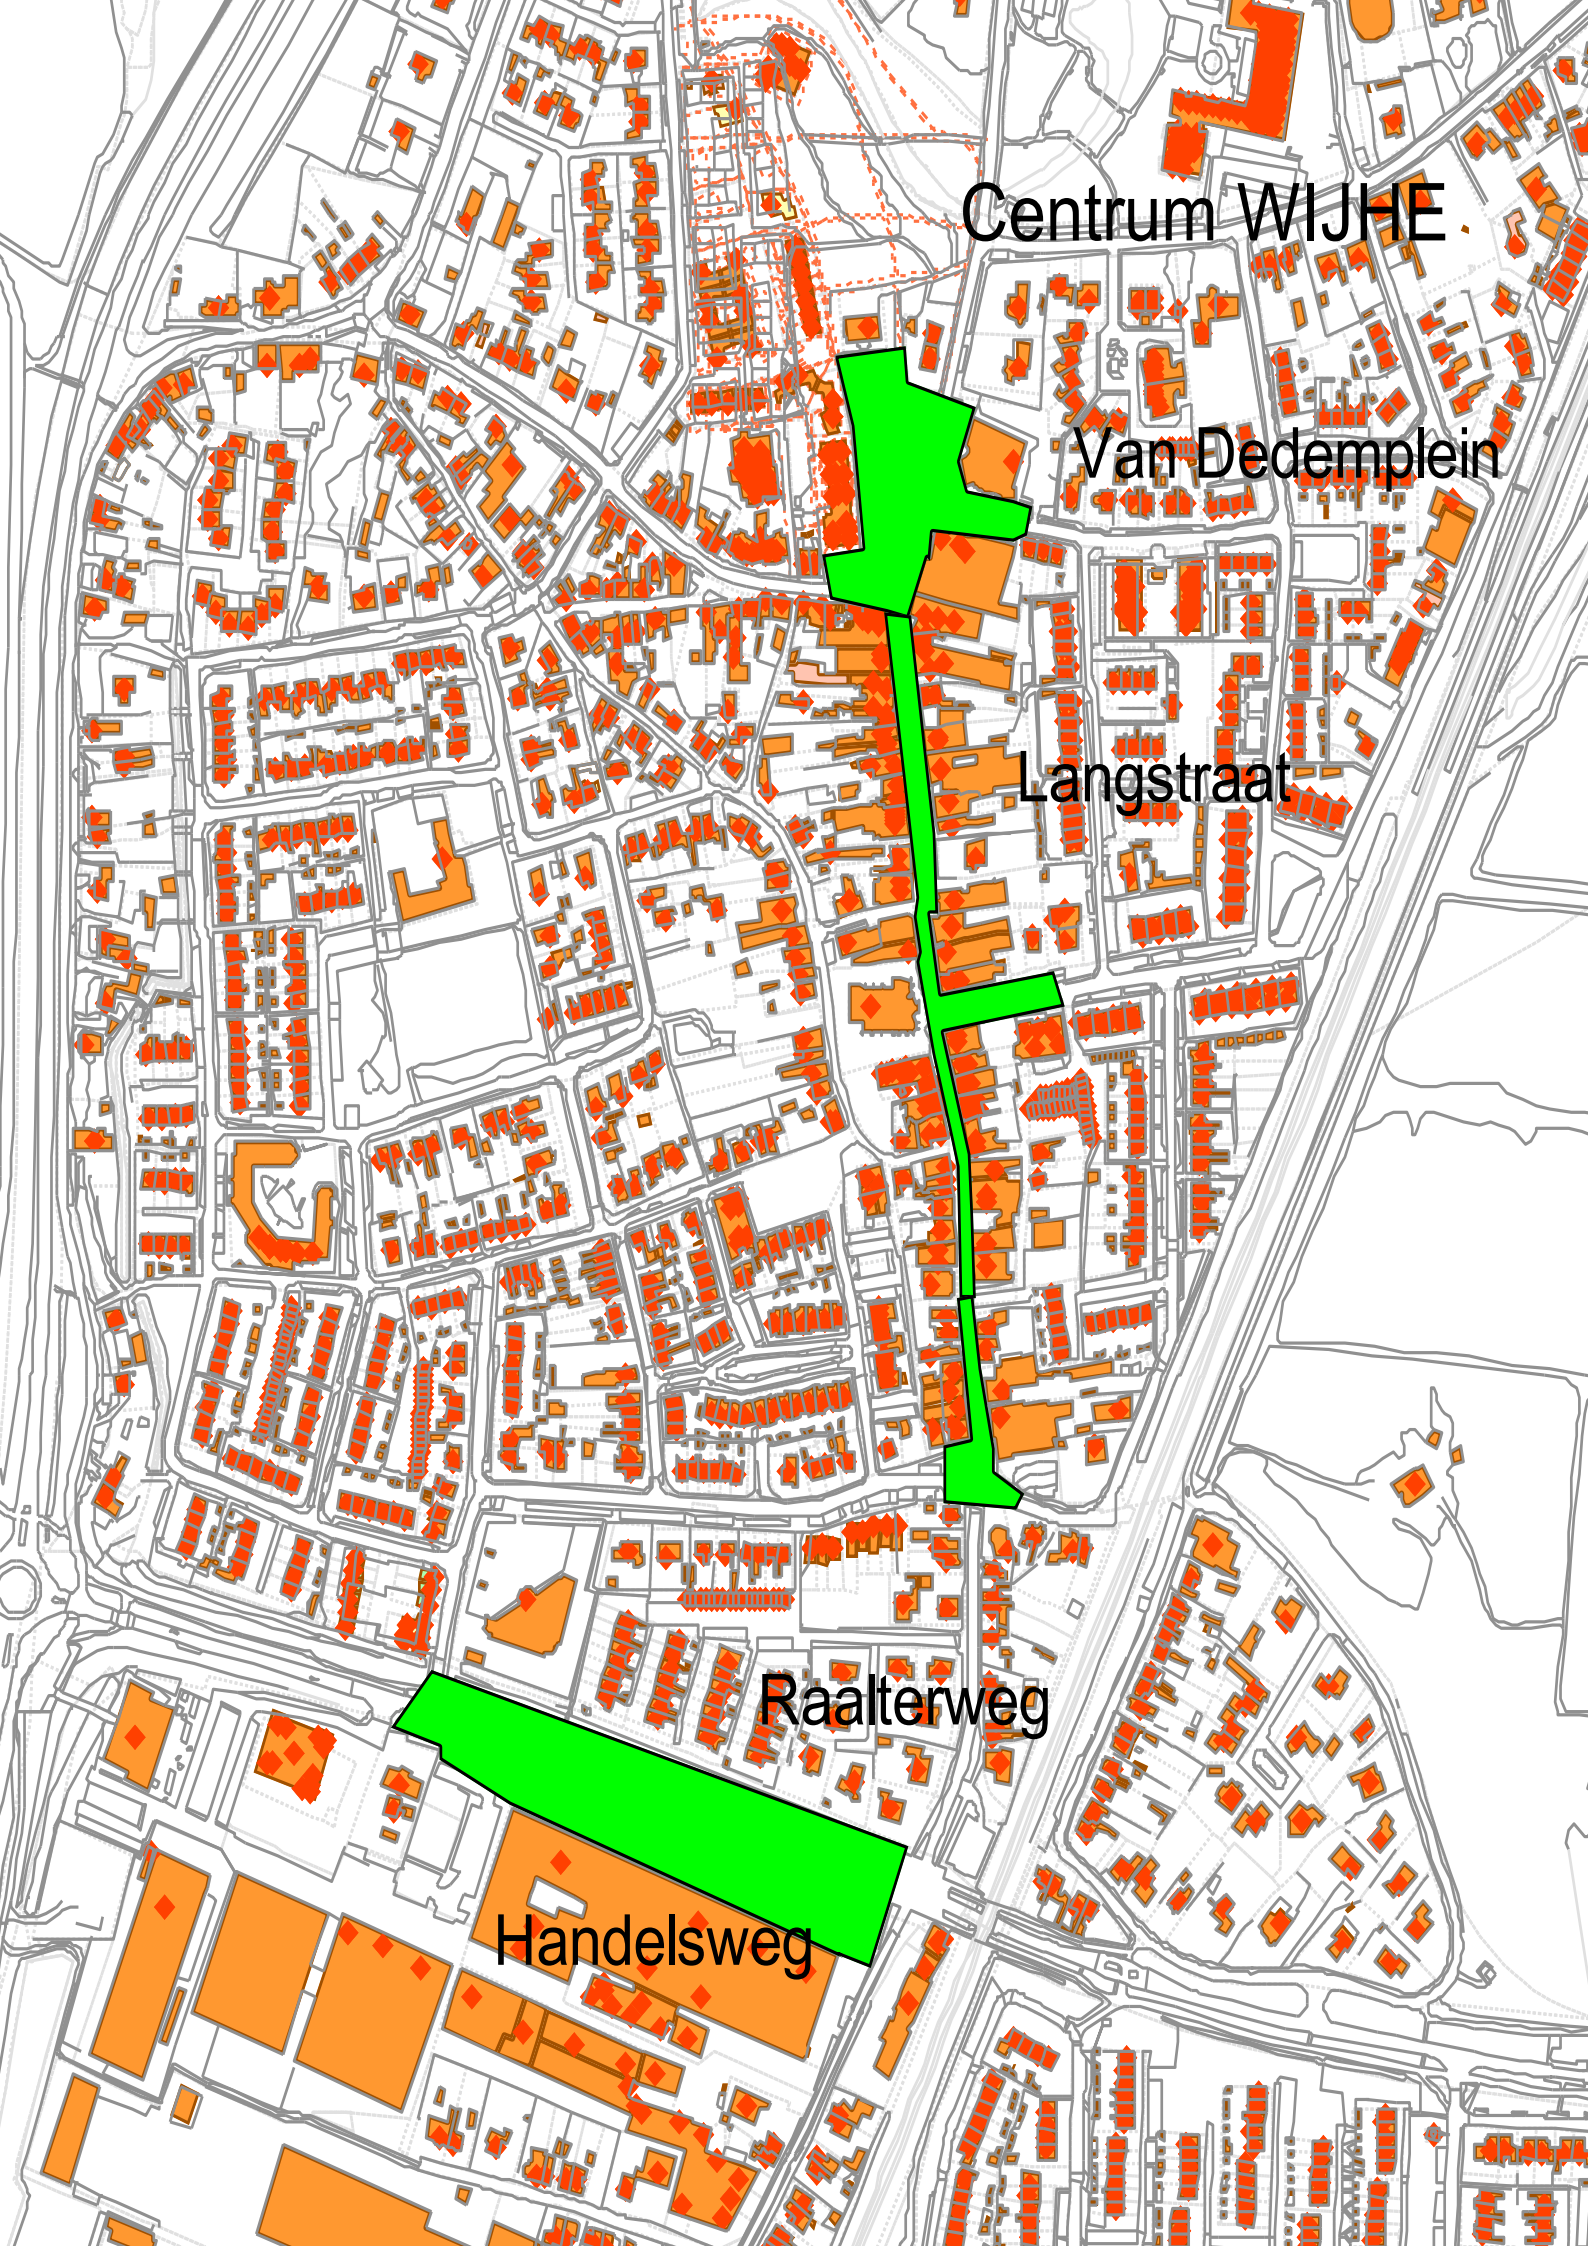 Centrum WIJHE
Van Dedemplein
Langstraat
Raalterweg
Handelsweg